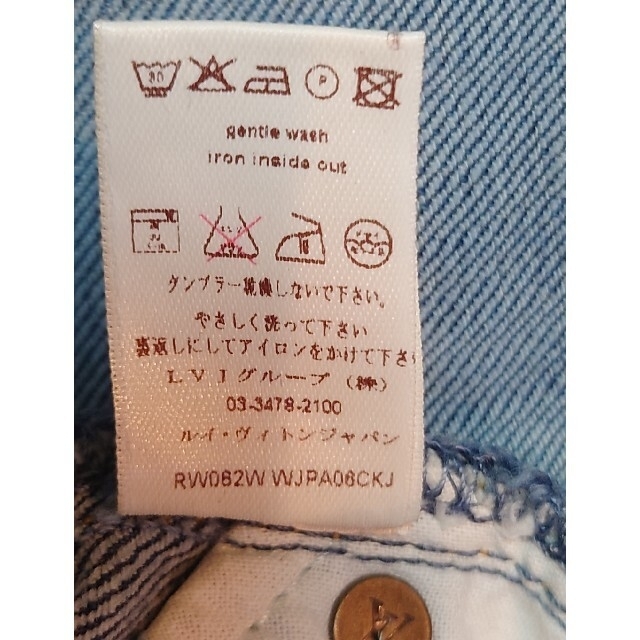 30
P
gentle wash
iron inside out
タンブラー乾燥しないで下さい。
やさしく洗って下さい
裏返しにしてアイロンをかけて下さ
LVJグループ (株)
03-3478-2100
ルイ・ヴィトンジャパン
RW062W WJPA06CKJ